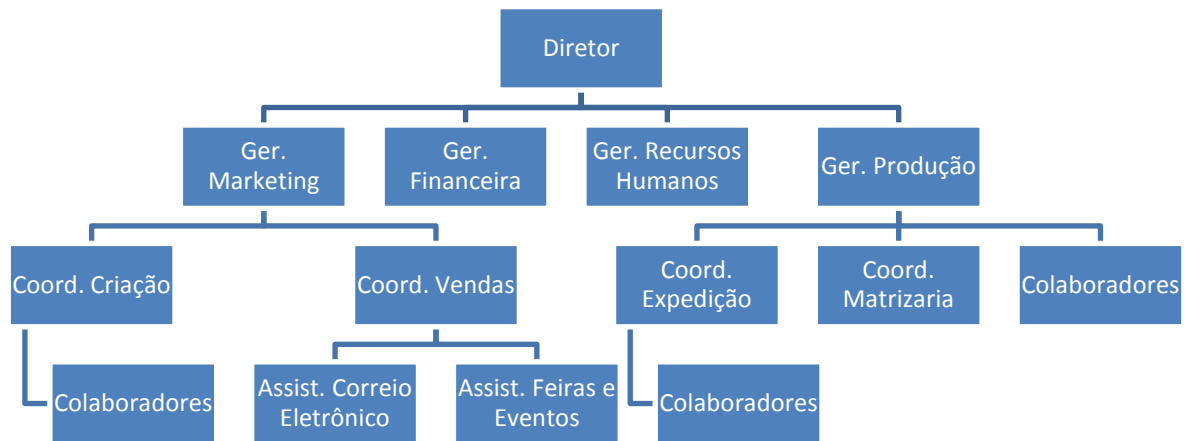 Diretor
Ger.
Marketing
Ger.
Financeira
Ger. Recursos
Humanos
Ger. Produção
Coord. Criação
Coord. Vendas
Coord.
Expedição
Coord.
Matrizaria
Colaboradores
Colaboradores
Assist. Correio
Eletrônico
Assist. Feiras e
Eventos
Colaboradores